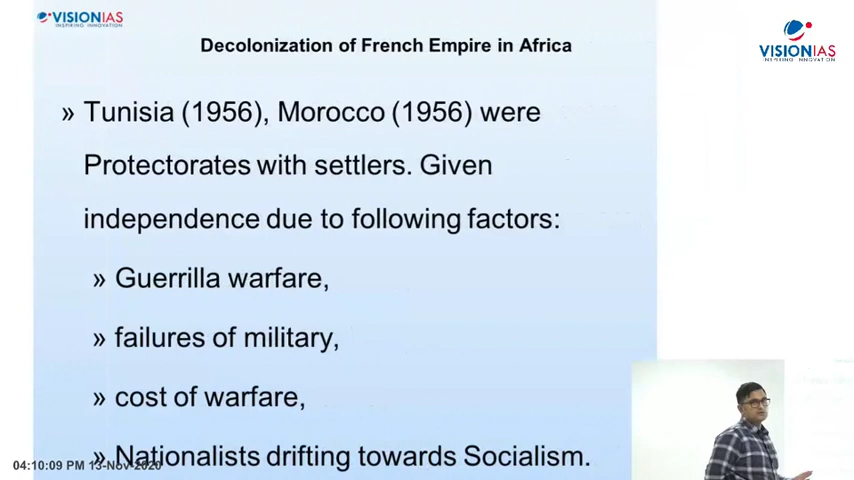 VISIONIAS
INSPIRING INNOVATION
VISIONIAS
INSPIRING INNOVATION
Decolonization of French Empire in Africa
» Tunisia (1956), Morocco (1956) were
Protectorates with settlers. Given
independence due to following factors:
» Guerrilla warfare,
» failures of military,
» cost of warfare,
» Nationalists drifting towards Socialism.
04:10:09 PM 13-Nov-2020